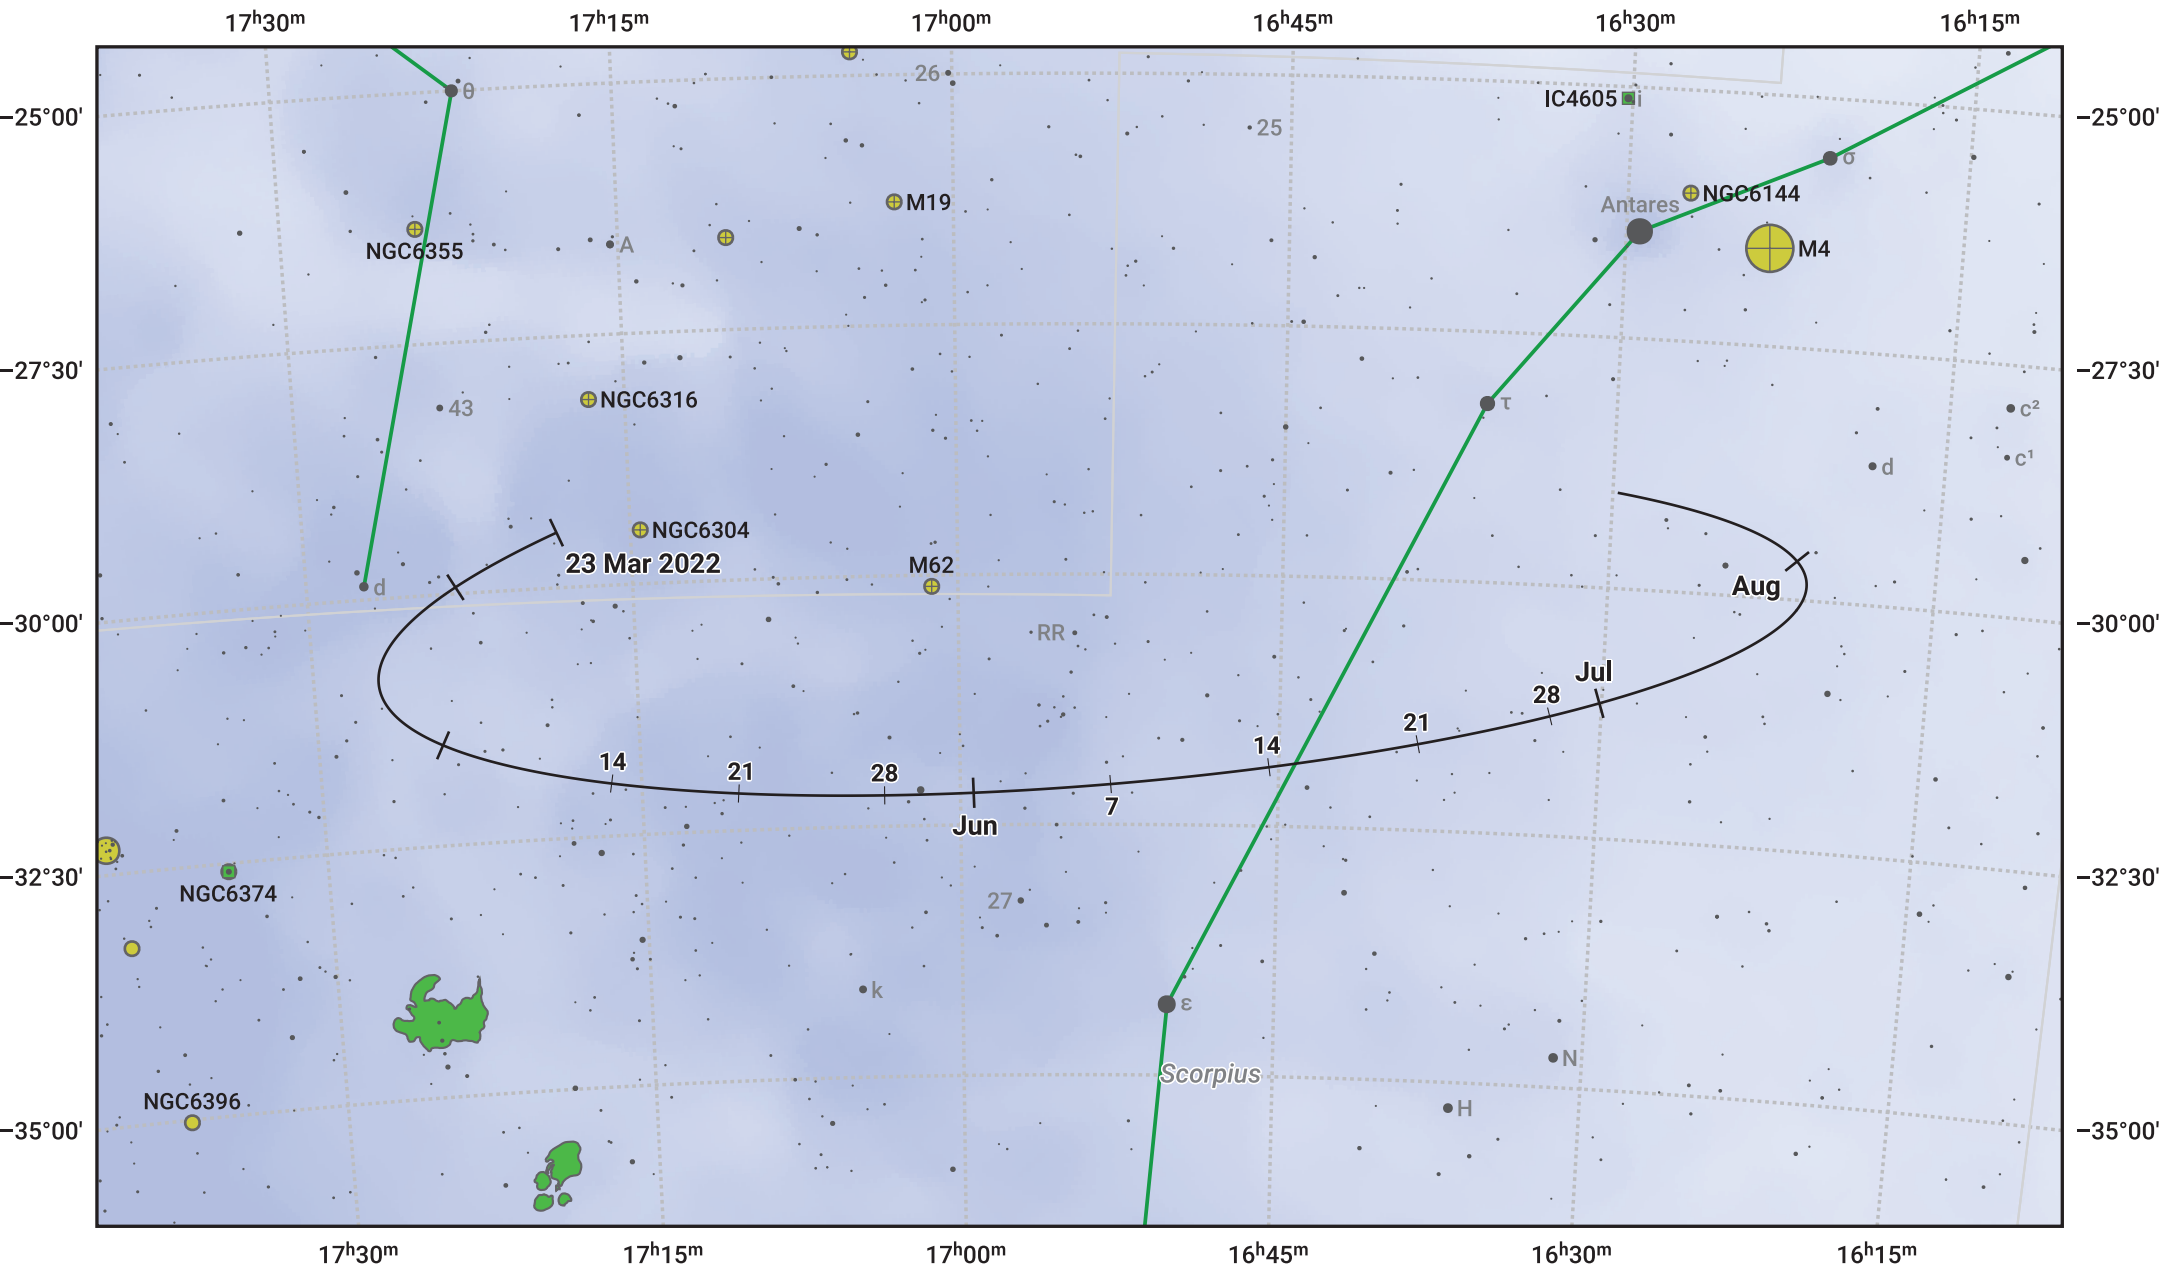 17ʰ30ᵐ 17ʰ15ᵐ 17ʰ00ᵐ 16ʰ45ᵐ 16ʰ30ᵐ 16ʰ15ᵐ
26
θ
IC4605 i
−25°00' −25°00'
25
σ
NGC6144
M19 Antares
A
NGC6355 M4
−27°30' −27°30'
NGC6316 τ
43 c²
c¹
d
NGC6304
23 Mar 2022 M62
d Aug
−30°00' −30°00'
RR
Jul
28
21
14
14 21 28
7
Jun
−32°30' −32°30'
NGC6374
27
k
ε
N
Scorpius
NGC6396
H
−35°00' −35°00'
17ʰ30ᵐ 17ʰ15ᵐ 17ʰ00ᵐ 16ʰ45ᵐ 16ʰ30ᵐ 16ʰ15ᵐ